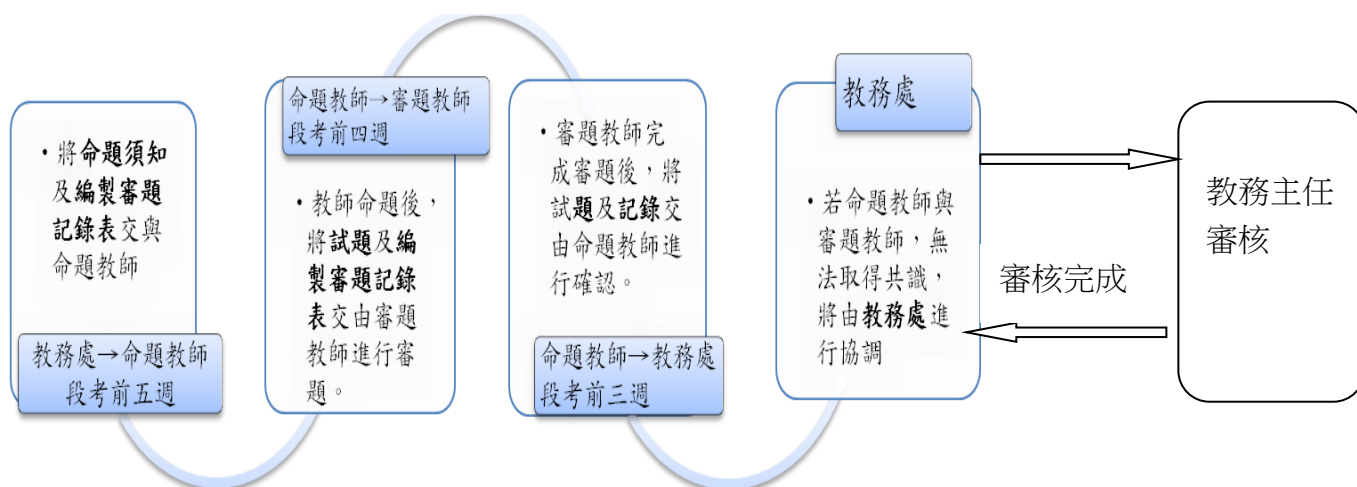 • 將命題須知
及編製審題
記錄表交與
命題教師
教務處→命題教師
段考前五週
命題教師→審題教師
段考前四週
• 教師命題後，
將試題及編
製審題記錄
表交由審題
教師進行審
題。
• 審題教師完
成審題後，將
試題及記錄交
由命題教師進
行確認。
命題教師→教務處
段考前三週
教務處
• 若命題教師與
審題教師，無
法取得共識，
將由教務處進
行協調
審核完成
教務主任
審核